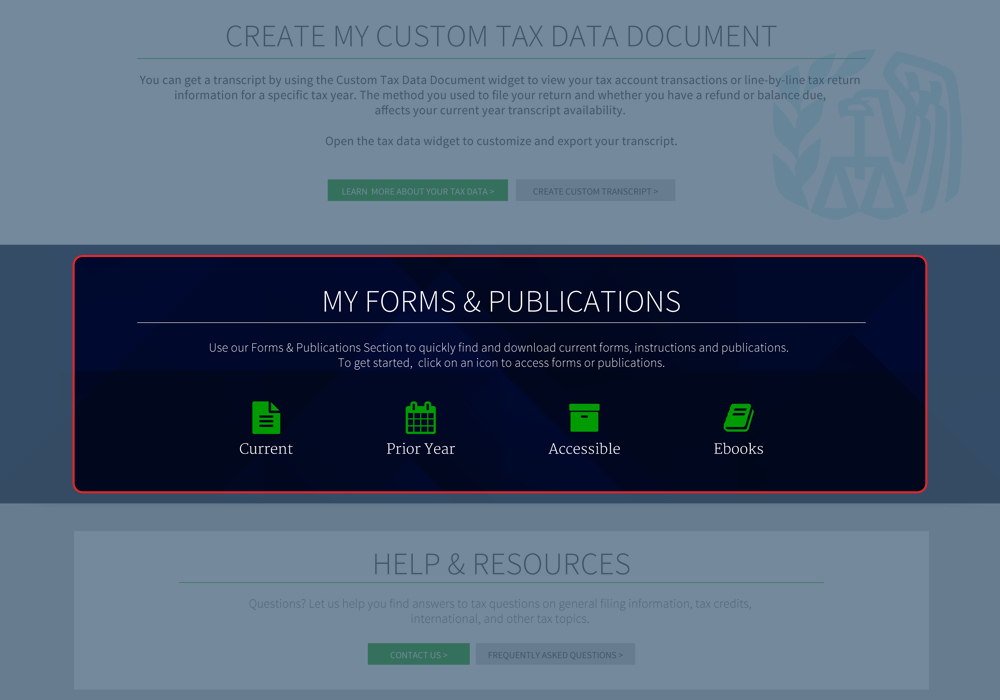 CREATE MY CUSTOM TAX DATA DOCUMENT
You can get a transcript by using the Custom Tax Data Document widget to view your tax account transactions or line-by-line tax return
information for a specific tax year. The method you used to file your return and whether you have a refund or balance due,
affects your current year transcript availability.
Open the tax data widget to customize and export your transcript.
LEARN MORE ABOUT YOUR TAX DATA >
CREATE CUSTOM TRANSCRIPT >
MY FORMS & PUBLICATIONS
Use our Forms & Publications Section to quickly find and download current forms, instructions and publications.
To get started, click on an icon to access forms or publications.
Current
Prior Year
Accessible
Ebooks
HELP & RESOURCES
Questions? Let us help you find answers to tax questions on general filing information, tax credits,
international, and other tax topics.
CONTACT US >
FREQUENTLY ASKED QUESTIONS >